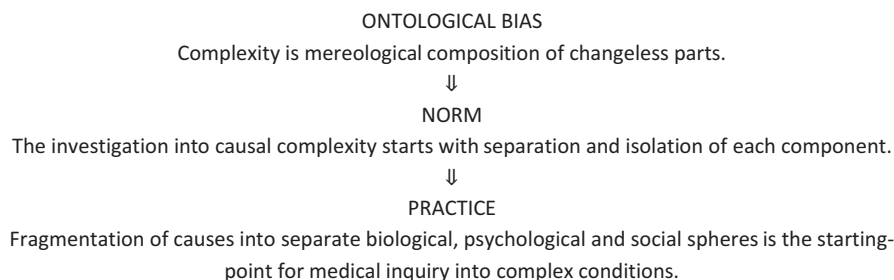 ONTOLOGICAL BIAS
Complexity is mereological composition of changeless parts.
⇓
NORM
The investigation into causal complexity starts with separation and isolation of each component.
⇓
PRACTICE
Fragmentation of causes into separate biological, psychological and social spheres is the starting-
point for medical inquiry into complex conditions.